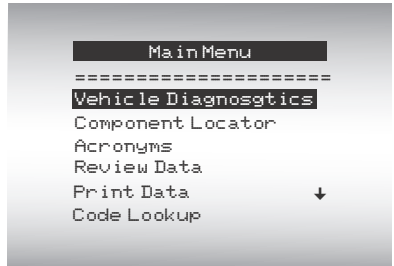 Main Menu
=====================
Vehicle Diagnosgtics
Component Locator
Acronyms
Review Data
Print Data ↓
Code Lookup